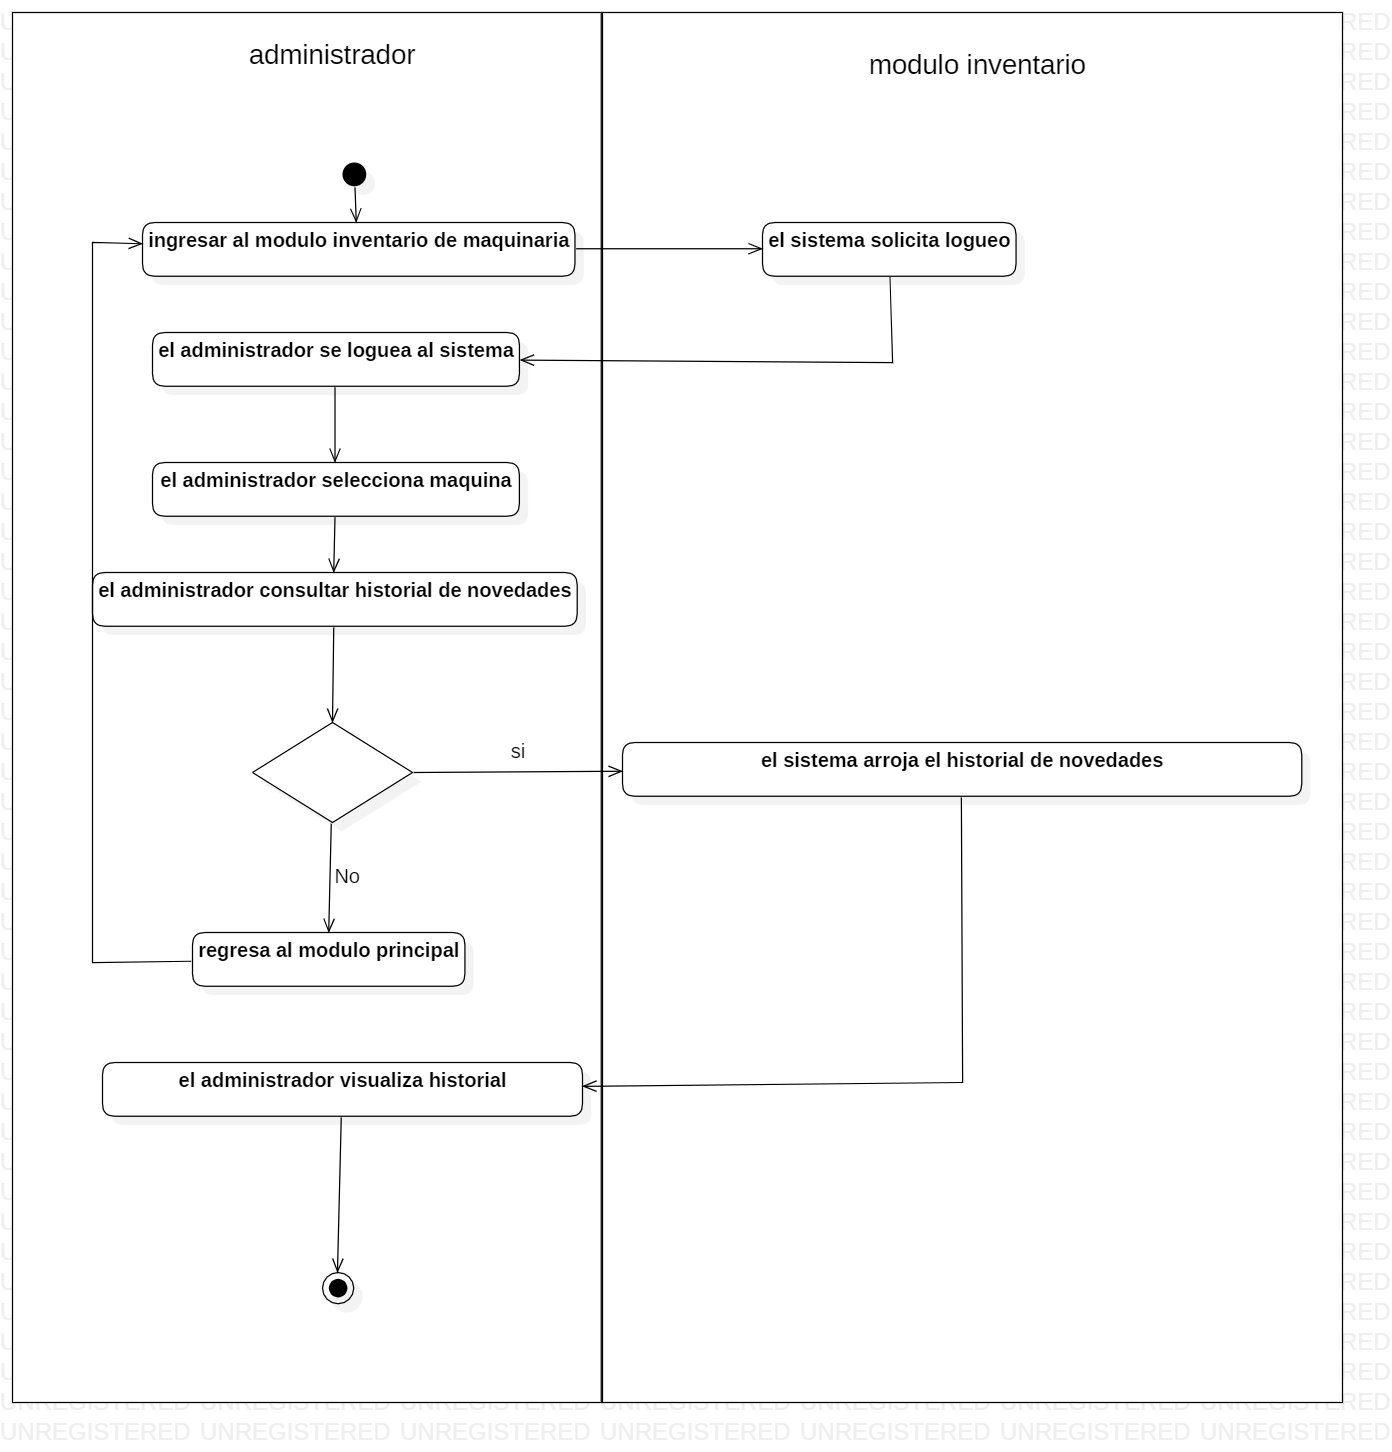 administrador
modulo inventario
ingresar al modulo inventario de maquinaria
el sistema solicita logueo
el administrador se loguea al sistema
el administrador selecciona maquina
el administrador consultar historial de novedades
si
el sistema arroja el historial de novedades
No
regresa al modulo principal
el administrador visualiza historial
UNREGISTERED UNREGISTERED UNREGISTERED UNREGISTERED UNREGISTERED UNREGISTERED UNREGISTERED